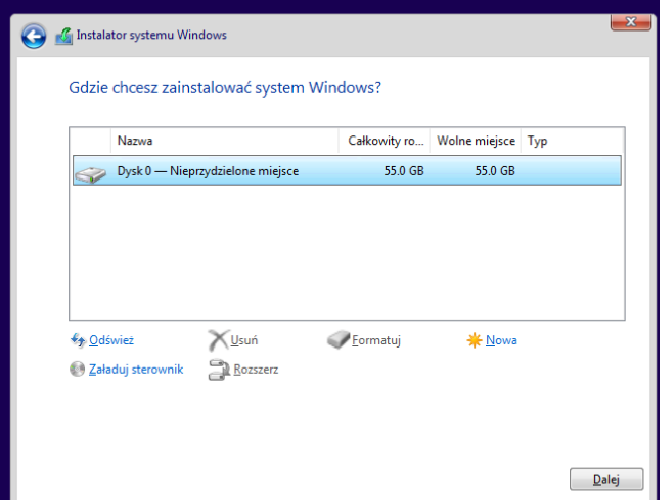 Instalator systemu Windows
Gdzie chcesz zainstalować system Windows?
Nazwa Całkowity ro... Wolne miejsce Typ
Dysk 0 — Nieprzydzielone miejsce 55.0 GB 55.0 GB
Odśwież Usuń Formatuj Nowa
Załaduj sterownik Rozszerz
Dalej